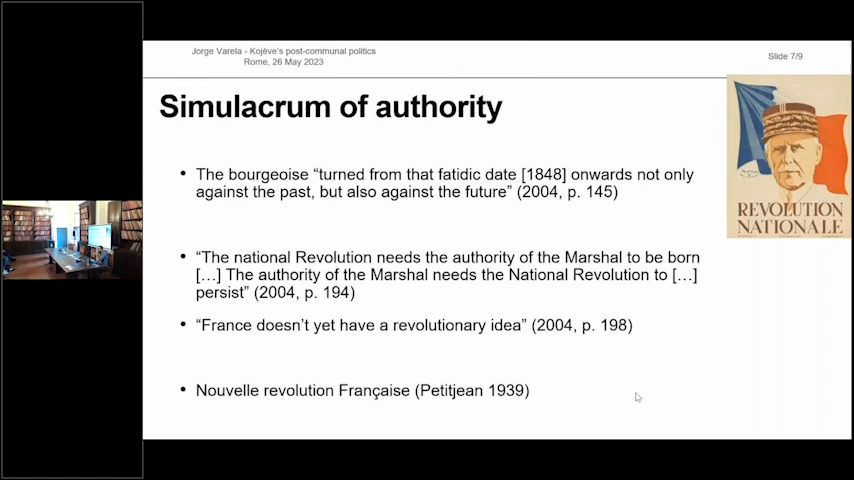 Jorge Varela - Kojève's post-communal politics
Rome, 26 May 2023
Slide 7/9
Simulacrum of authority
• The bourgeoise “turned from that fatidic date [1848] onwards not only
against the past, but also against the future” (2004, p. 145)
• “The national Revolution needs the authority of the Marshal to be born
[…] The authority of the Marshal needs the National Revolution to […]
persist” (2004, p. 194)
• “France doesn’t yet have a revolutionary idea” (2004, p. 198)
• Nouvelle revolution Française (Petitjean 1939)
REVOLUTION
NATIONALE